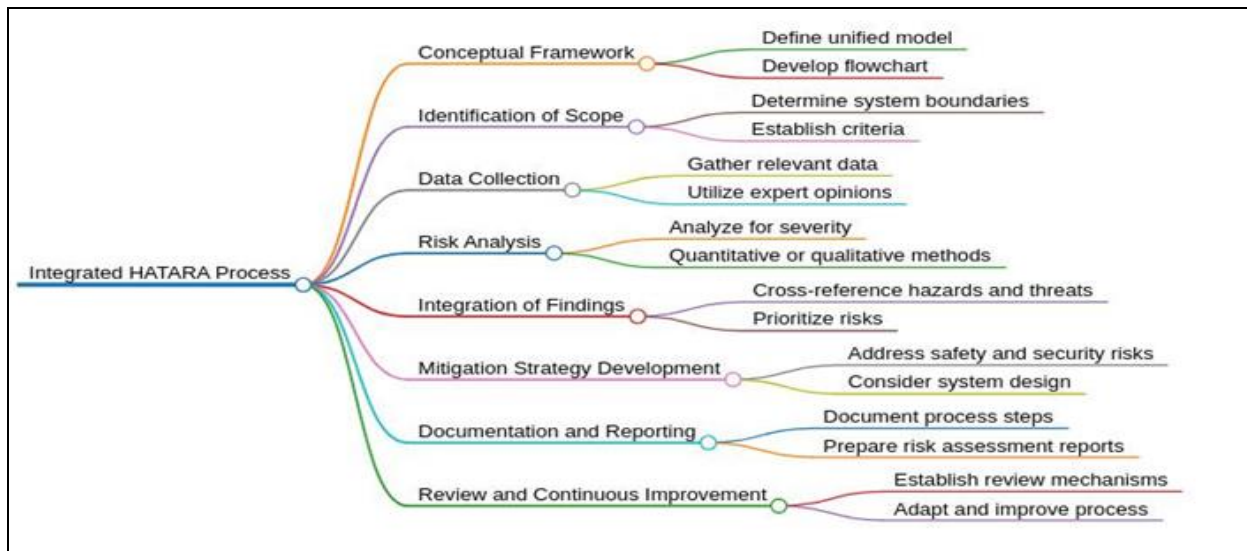 Integrated HATARA Process
Conceptual Framework
Define unified model
Develop flowchart
Identification of Scope
Determine system boundaries
Establish criteria
Data Collection
Gather relevant data
Utilize expert opinions
Risk Analysis
Analyze for severity
Quantitative or qualitative methods
Integration of Findings
Cross-reference hazards and threats
Prioritize risks
Mitigation Strategy Development
Address safety and security risks
Consider system design
Documentation and Reporting
Document process steps
Prepare risk assessment reports
Review and Continuous Improvement
Establish review mechanisms
Adapt and improve process